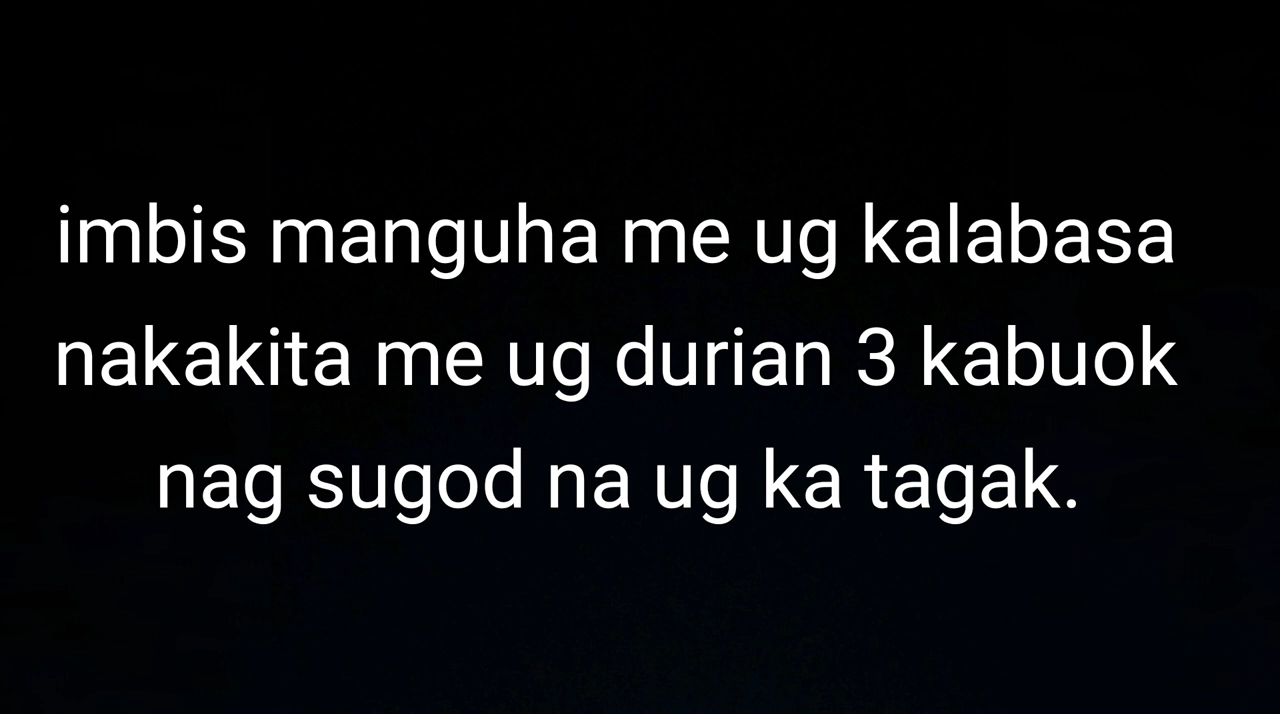 imbis manguha me ug kalabasa
nakakita me ug durian 3 kabuok
nag sugod na ug ka tagak.